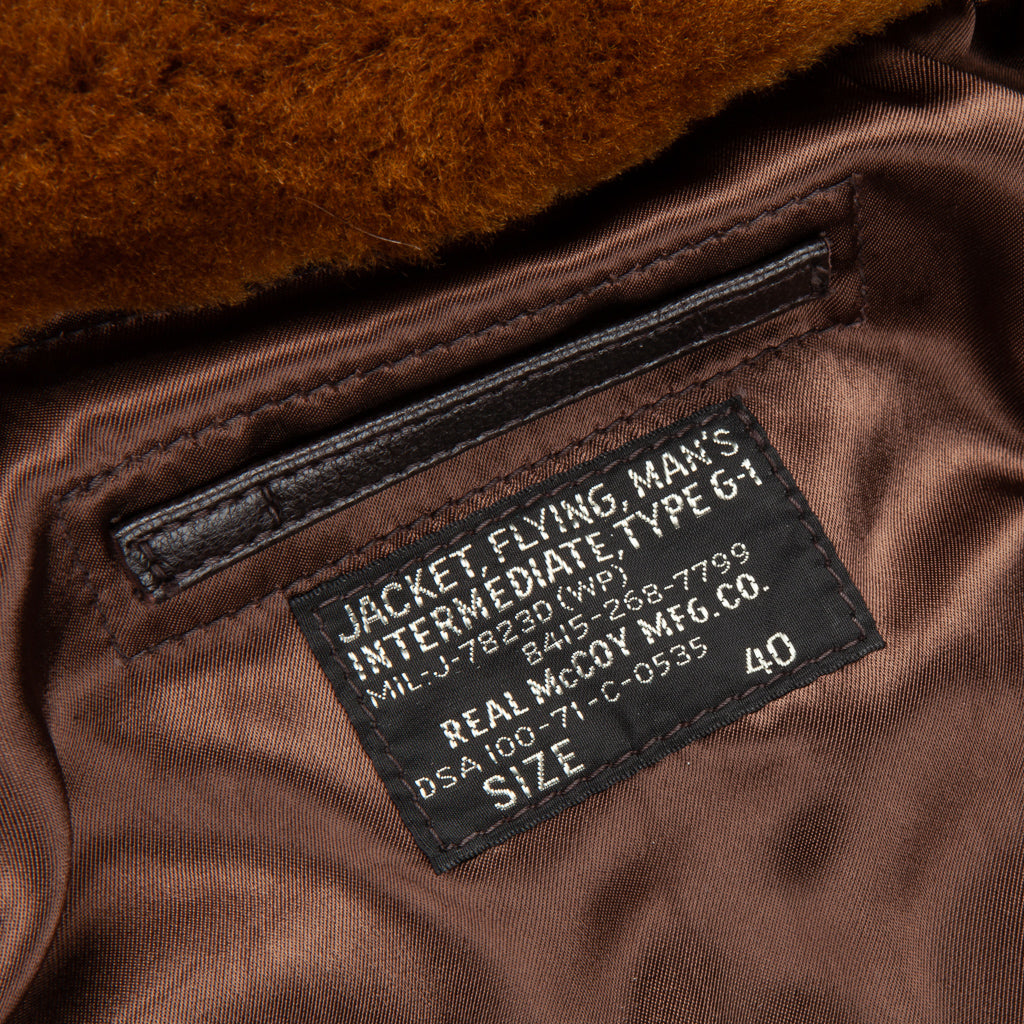 JACKET, FLYING, MAN'S
INTERMEDIATE, TYPE G-1
MIL-J-7823D (WP)
8415-268-7799
REAL McCOY MFG. CO.
DSA 100-71-C-0535
SIZE 40